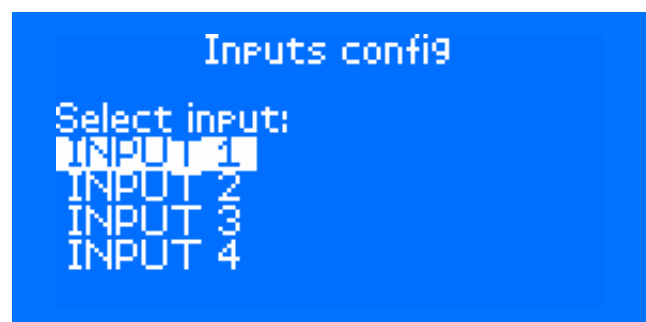 Inputs config
Select input:
INPUT 1
INPUT 2
INPUT 3
INPUT 4